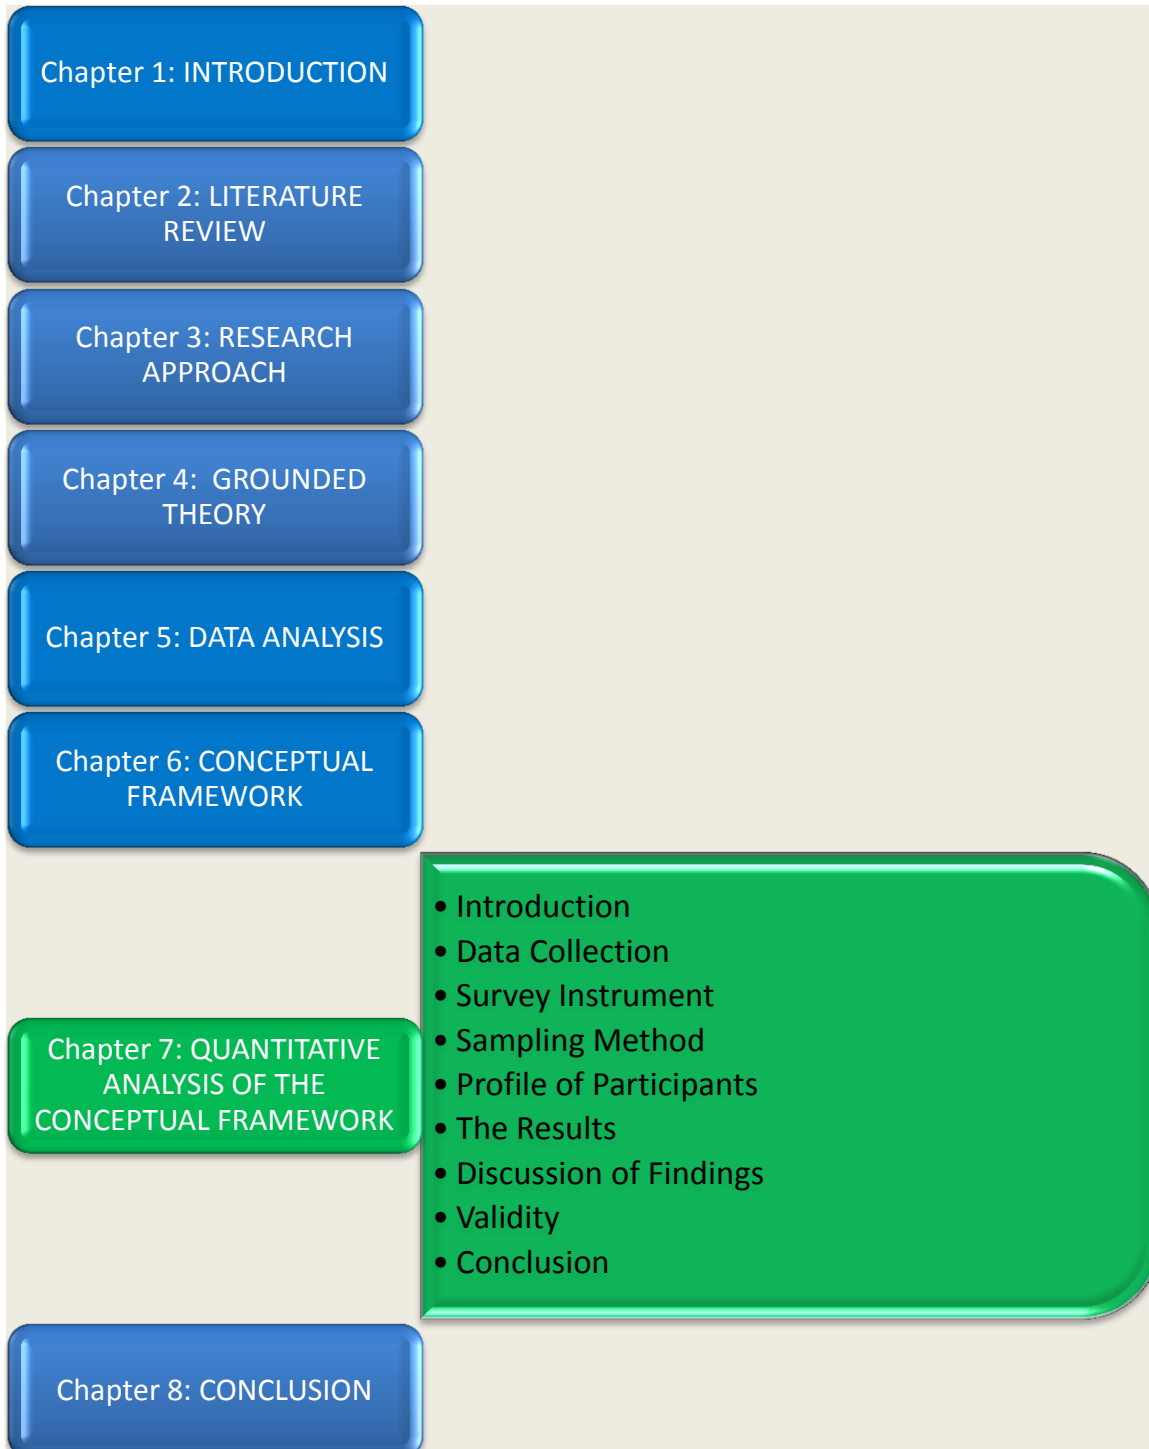 Chapter 1: INTRODUCTION
Chapter 2: LITERATURE
REVIEW
Chapter 3: RESEARCH
APPROACH
Chapter 4:  GROUNDED
THEORY
Chapter 5: DATA ANALYSIS
Chapter 6: CONCEPTUAL
FRAMEWORK
Chapter 7: QUANTITATIVE
ANALYSIS OF THE
CONCEPTUAL FRAMEWORK
• Introduction
• Data Collection
• Survey Instrument
• Sampling Method
• Profile of Participants
• The Results
• Discussion of Findings
• Validity
• Conclusion
Chapter 8: CONCLUSION